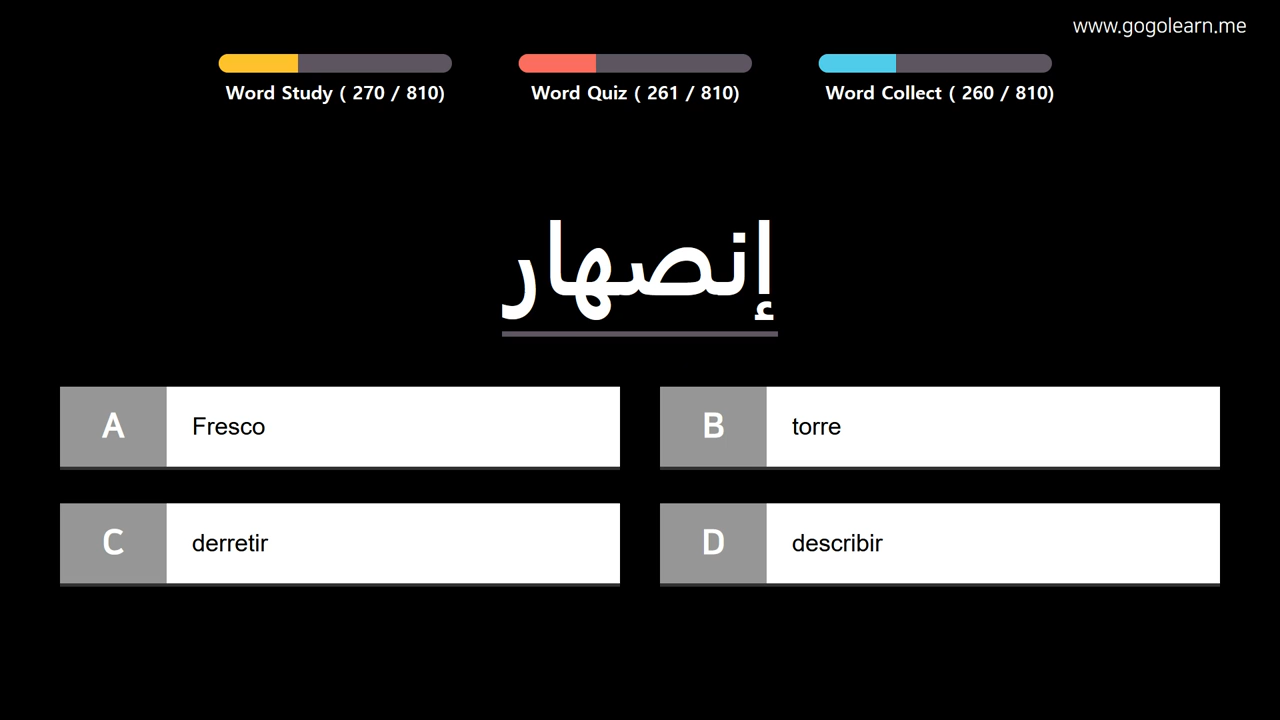 www.gogolearn.me
Word Study ( 270 / 810)
Word Quiz ( 261 / 810)
Word Collect ( 260 / 810)
إنصهار
A Fresco
B torre
C derretir
D describir